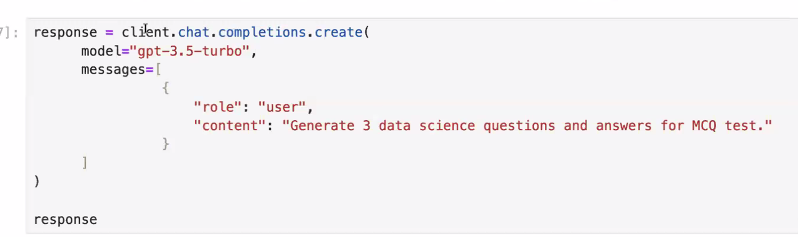 7]:
response = client.chat.completions.create(
model="gpt-3.5-turbo",
messages=[
{
"role": "user",
"content": "Generate 3 data science questions and answers for MCQ test."
}
]
)
response